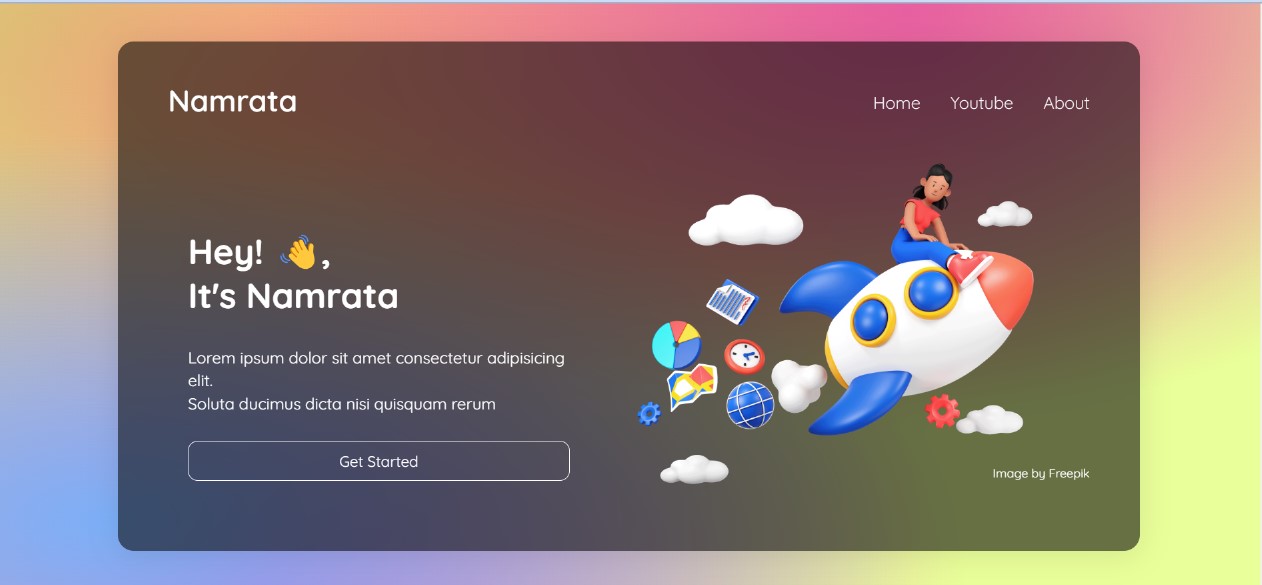 Namrata
Home Youtube About
Hey! 👋,
It's Namrata
Lorem ipsum dolor sit amet consectetur adipisicing
elit.
Soluta ducimus dicta nisi quisquam rerum
Get Started
Image by Freepik